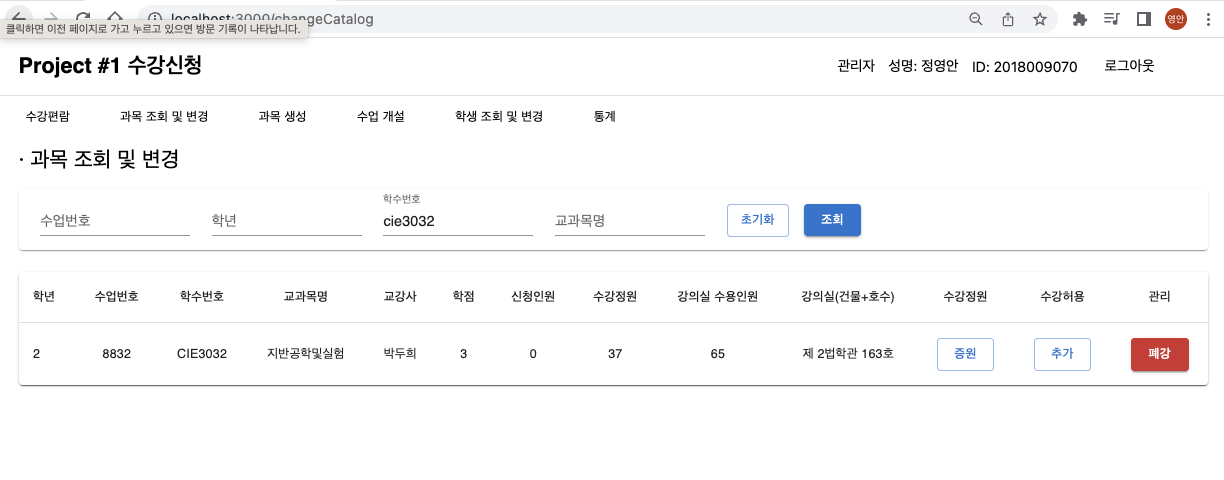 localhost:3000/changeCatalog
영안
클릭하면 이전 페이지로 가고 누르고 있으면 방문 기록이 나타납니다.
Project #1 수강신청
관리자 성명: 정영안 ID: 2018009070 로그아웃
수강편람 과목 조회 및 변경 과목 생성 수업 개설 학생 조회 및 변경 통계
· 과목 조회 및 변경
학수번호
수업번호 학년 cie3032 교과목명 초기화 조회
학년 수업번호 학수번호 교과목명 교강사 학점 신청인원 수강정원 강의실 수용인원 강의실(건물+호수) 수강정원 수강허용 관리
2 8832 CIE3032 지반공학및실험 박두희 3 0 37 65 제 2법학관 163호 증원 추가 폐강